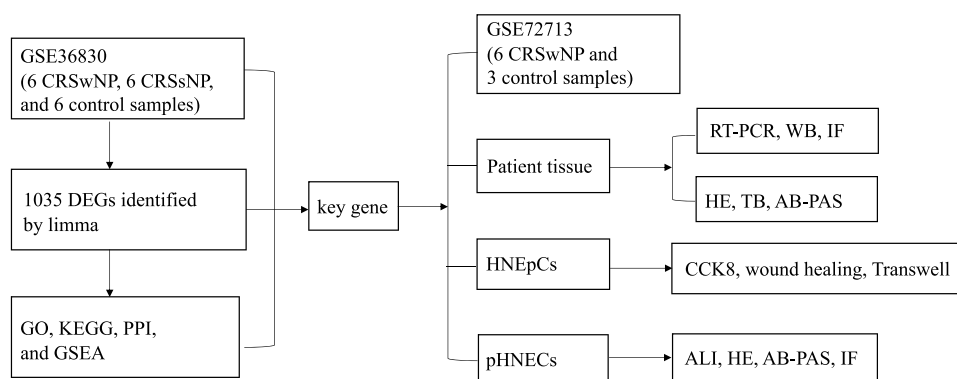 GSE36830
(6 CRSwNP, 6 CRSsNP,
and 6 control samples)
1035 DEGs identified
by limma
GO, KEGG, PPI,
and GSEA
key gene
GSE72713
(6 CRSwNP and
3 control samples)
Patient tissue
RT-PCR, WB, IF
HE, TB, AB-PAS
HNEpCs
CCK8, wound healing, Transwell
pHNECs
ALI, HE, AB-PAS, IF